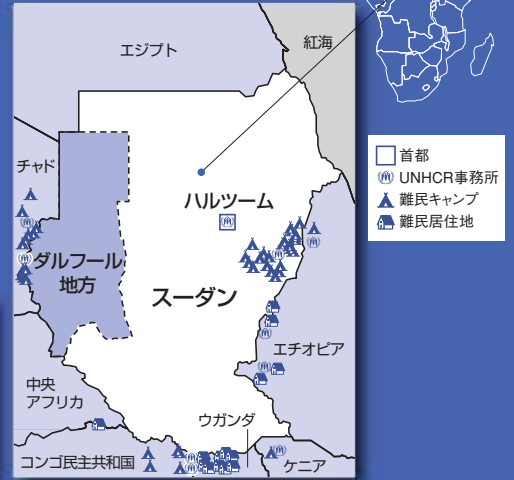 エジプト
紅海
チャド
ハルツーム
ダルフール
地方
スーダン
エチオピア
中央
アフリカ
ウガンダ
コンゴ民主共和国
ケニア
首都
UNHCR事務所
難民キャンプ
難民居住地